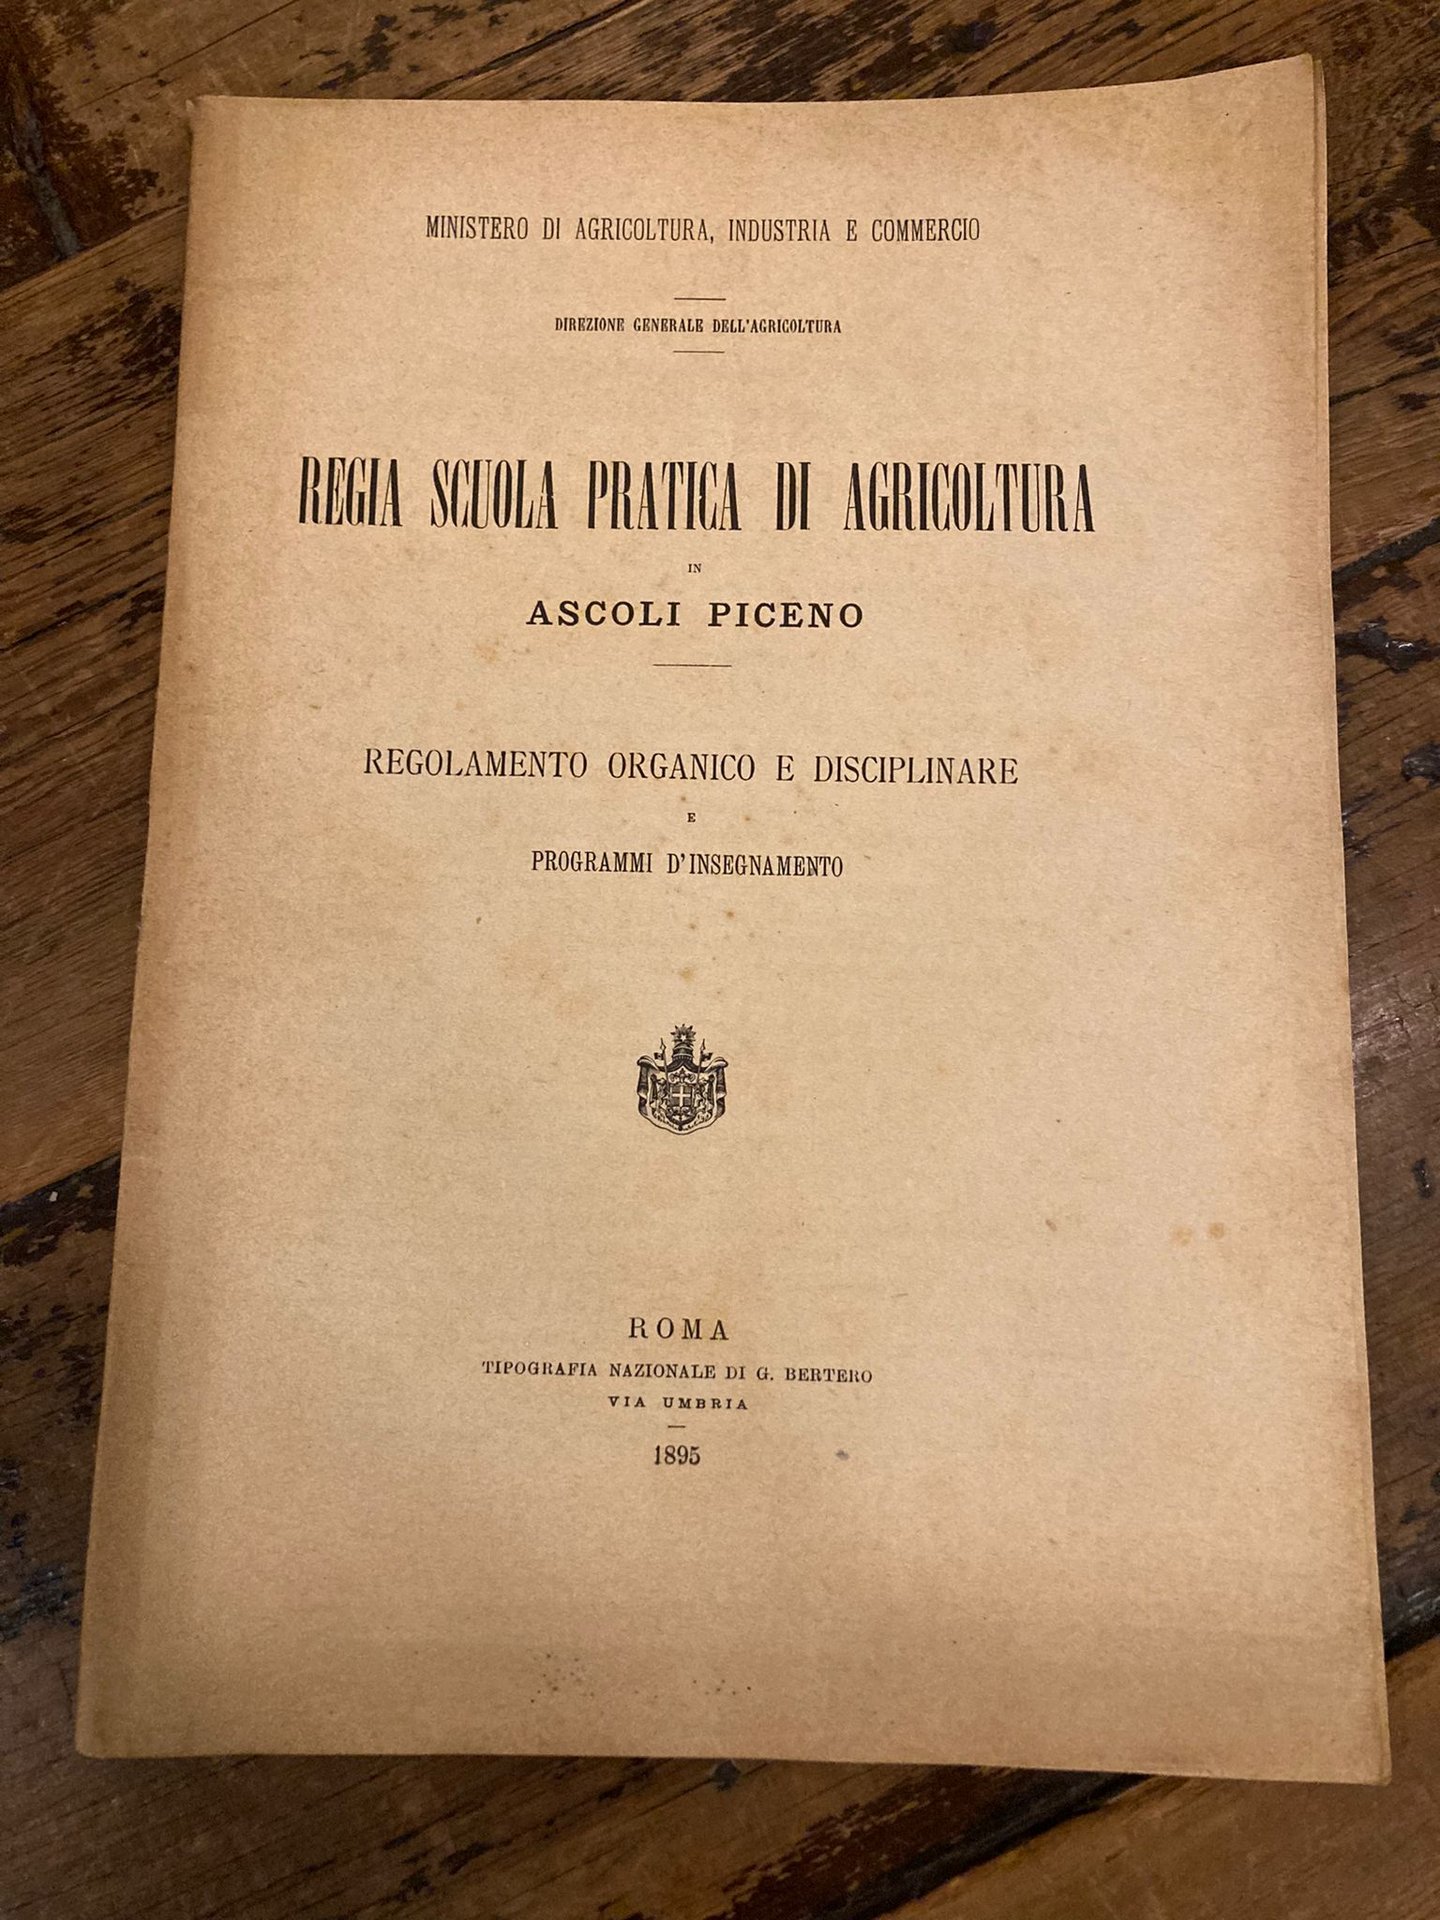 MINISTERO DI AGRICOLTURA, INDUSTRIA E COMMERCIO
DIREZIONE GENERALE DELL'AGRICOLTURA
REGIA SCUOLA PRATICA DI AGRICOLTURA
IN
ASCOLI PICENO
REGOLAMENTO ORGANICO E DISCIPLINARE
E
PROGRAMMI D'INSEGNAMENTO
ROMA
TIPOGRAFIA NAZIONALE DI G. BERTERO
VIA UMBRIA
1895